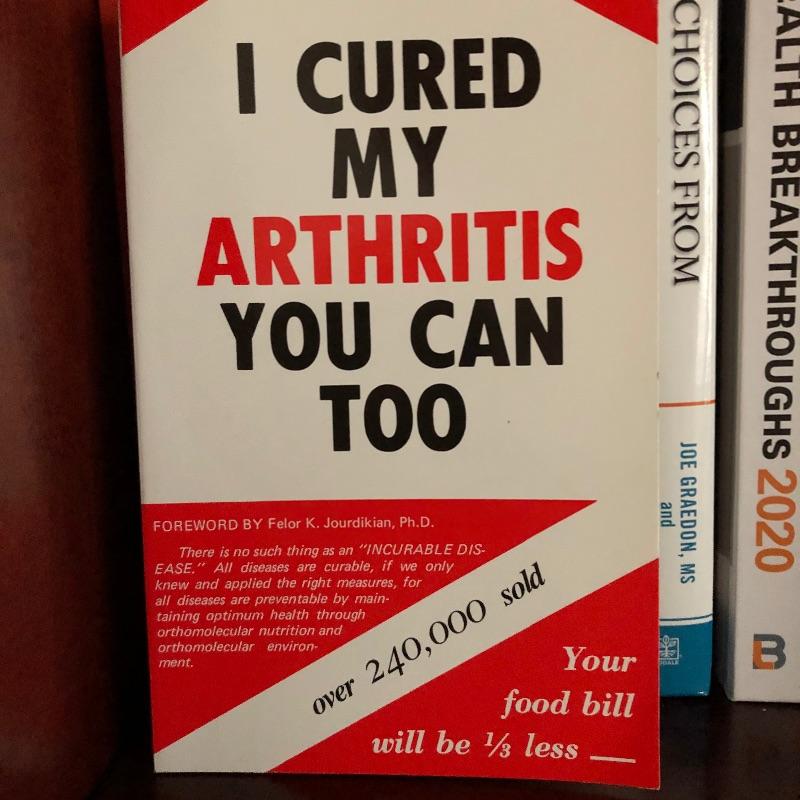 I CURED
MY
ARTHRITIS
YOU CAN
TOO
FOREWORD BY Felor K. Jourdikian, Ph.D.
There is no such thing as an "INCURABLE DIS-
EASE." All diseases are curable, if we only
knew and applied the right measures, for
all diseases are preventable by main-
taining optimum health through
orthomolecular nutrition and
orthomolecular environ-
ment.
over 240,000 sold
Your
food bill
will be ⅓ less
CHOICES FROM
JOE GRAEDON, MS
and
ALTH BREAKTHROUGHS 2020